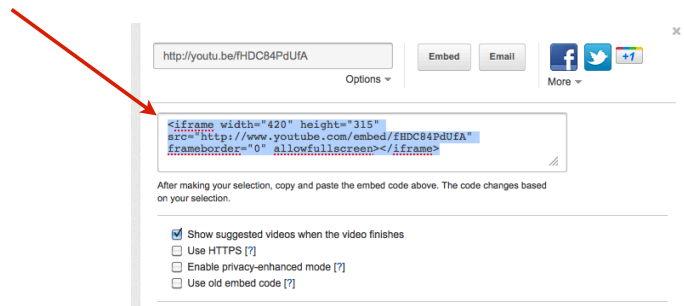 ×
http://youtu.be/fHDC84PdUfA
Embed
Email
f
+1
Options
More
<iframe width="420" height="315"
src="http://www.youtube.com/embed/fHDC84PdUfA"
frameborder="0" allowfullscreen></iframe>
After making your selection, copy and paste the embed code above. The code changes based
on your selection.
Show suggested videos when the video finishes
Use HTTPS [?]
Enable privacy-enhanced mode [?]
Use old embed code [?]